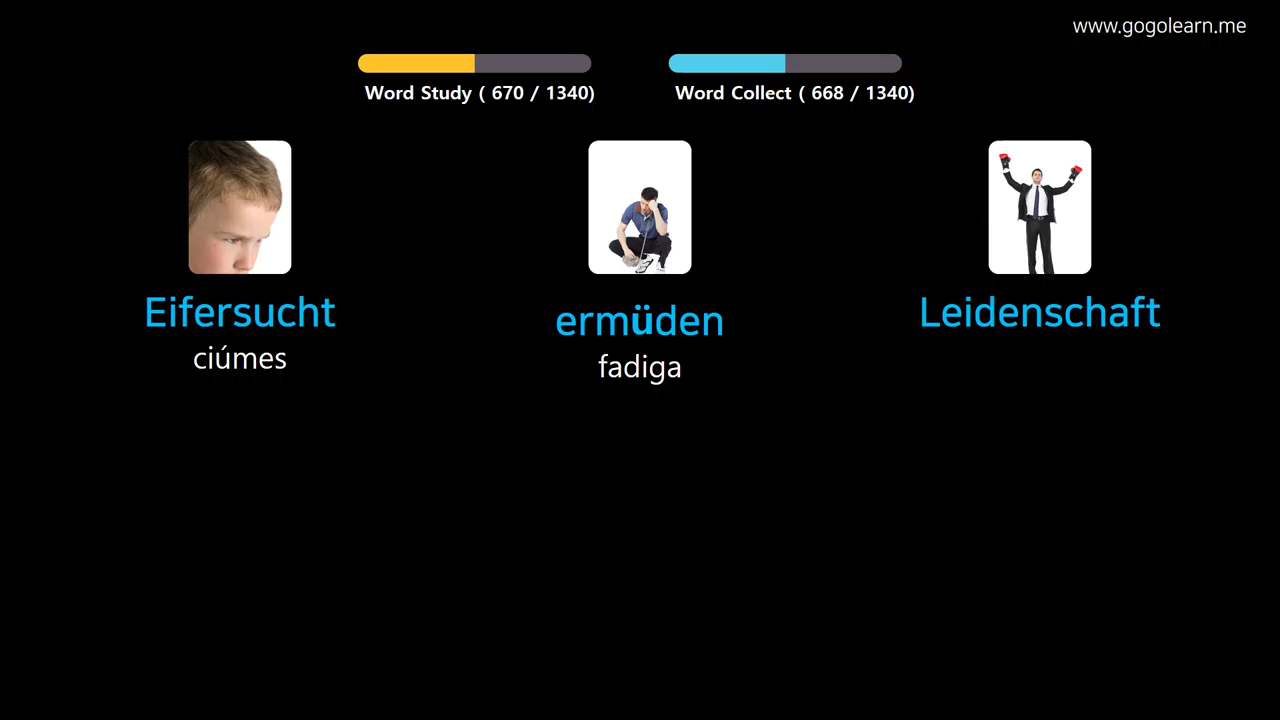 www.gogolearn.me
Word Study ( 670 / 1340)
Word Collect ( 668 / 1340)
Eifersucht
ciúmes
ermüden
fadiga
Leidenschaft